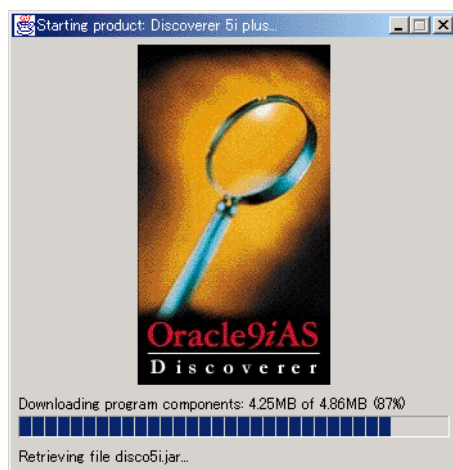 Starting product: Discoverer 5i plus...
Oracle9iAS
Discoverer
Downloading program components: 4.25MB of 4.86MB (87%)
Retrieving file disco5i.jar...